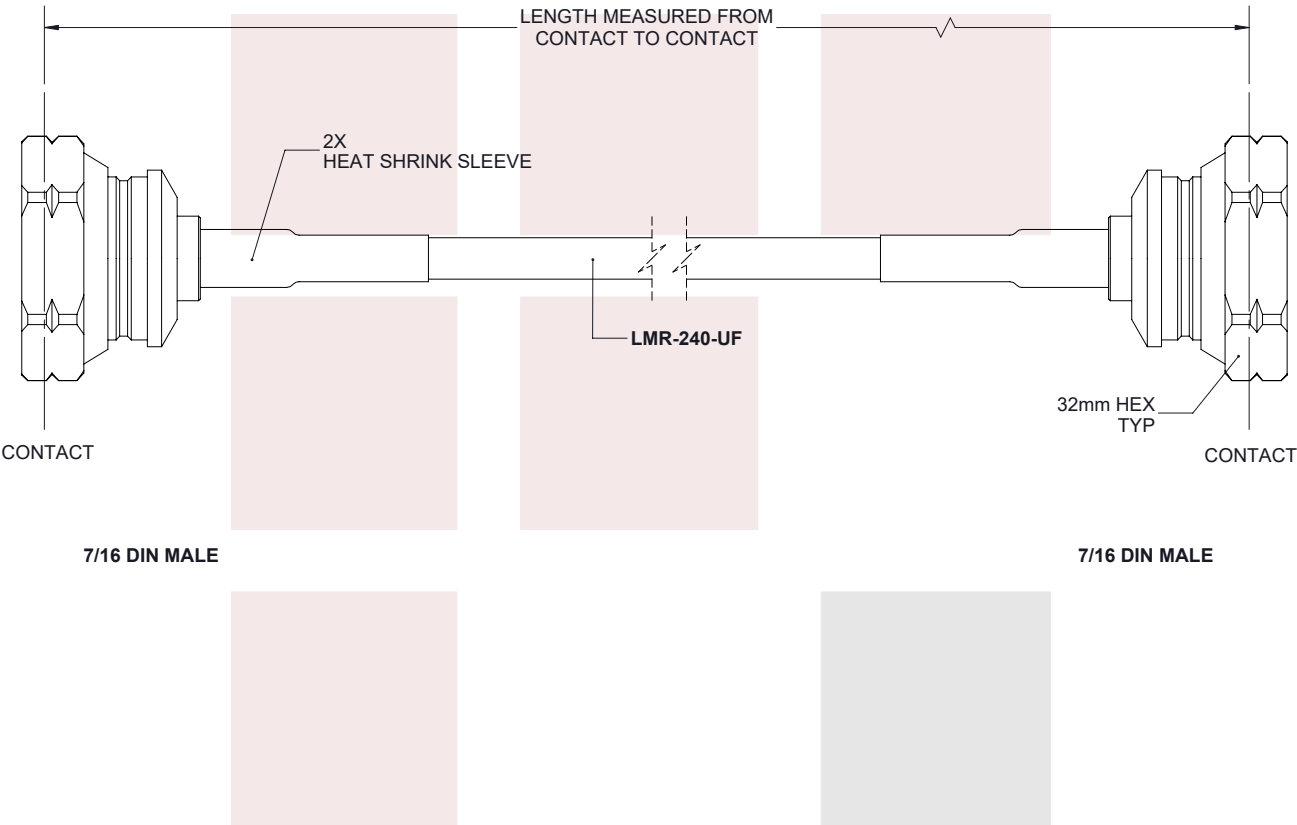 LENGTH MEASURED FROM
CONTACT TO CONTACT
2X
HEAT SHRINK SLEEVE
LMR-240-UF
32mm HEX
TYP
CONTACT
CONTACT
7/16 DIN MALE
7/16 DIN MALE